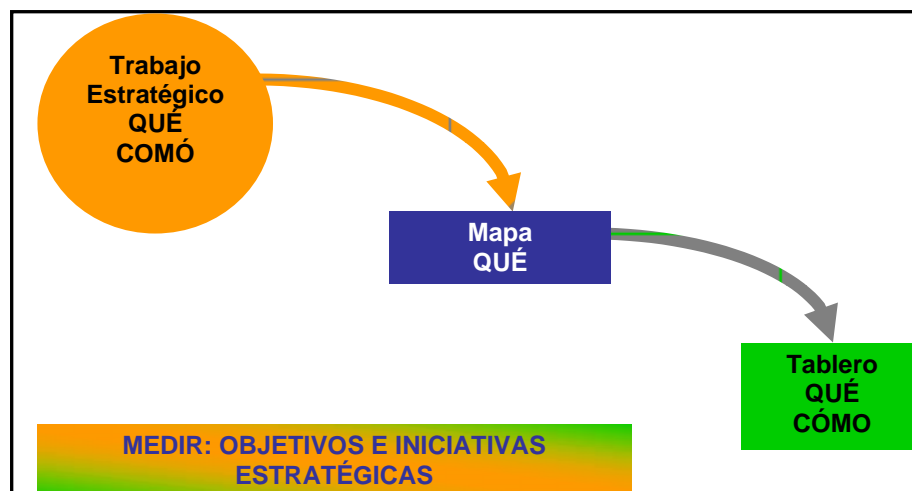 Trabajo
Estratégico
QUÉ
COMÓ
Mapa
QUÉ
Tablero
QUÉ
CÓMO
MEDIR: OBJETIVOS E INICIATIVAS
ESTRATÉGICAS